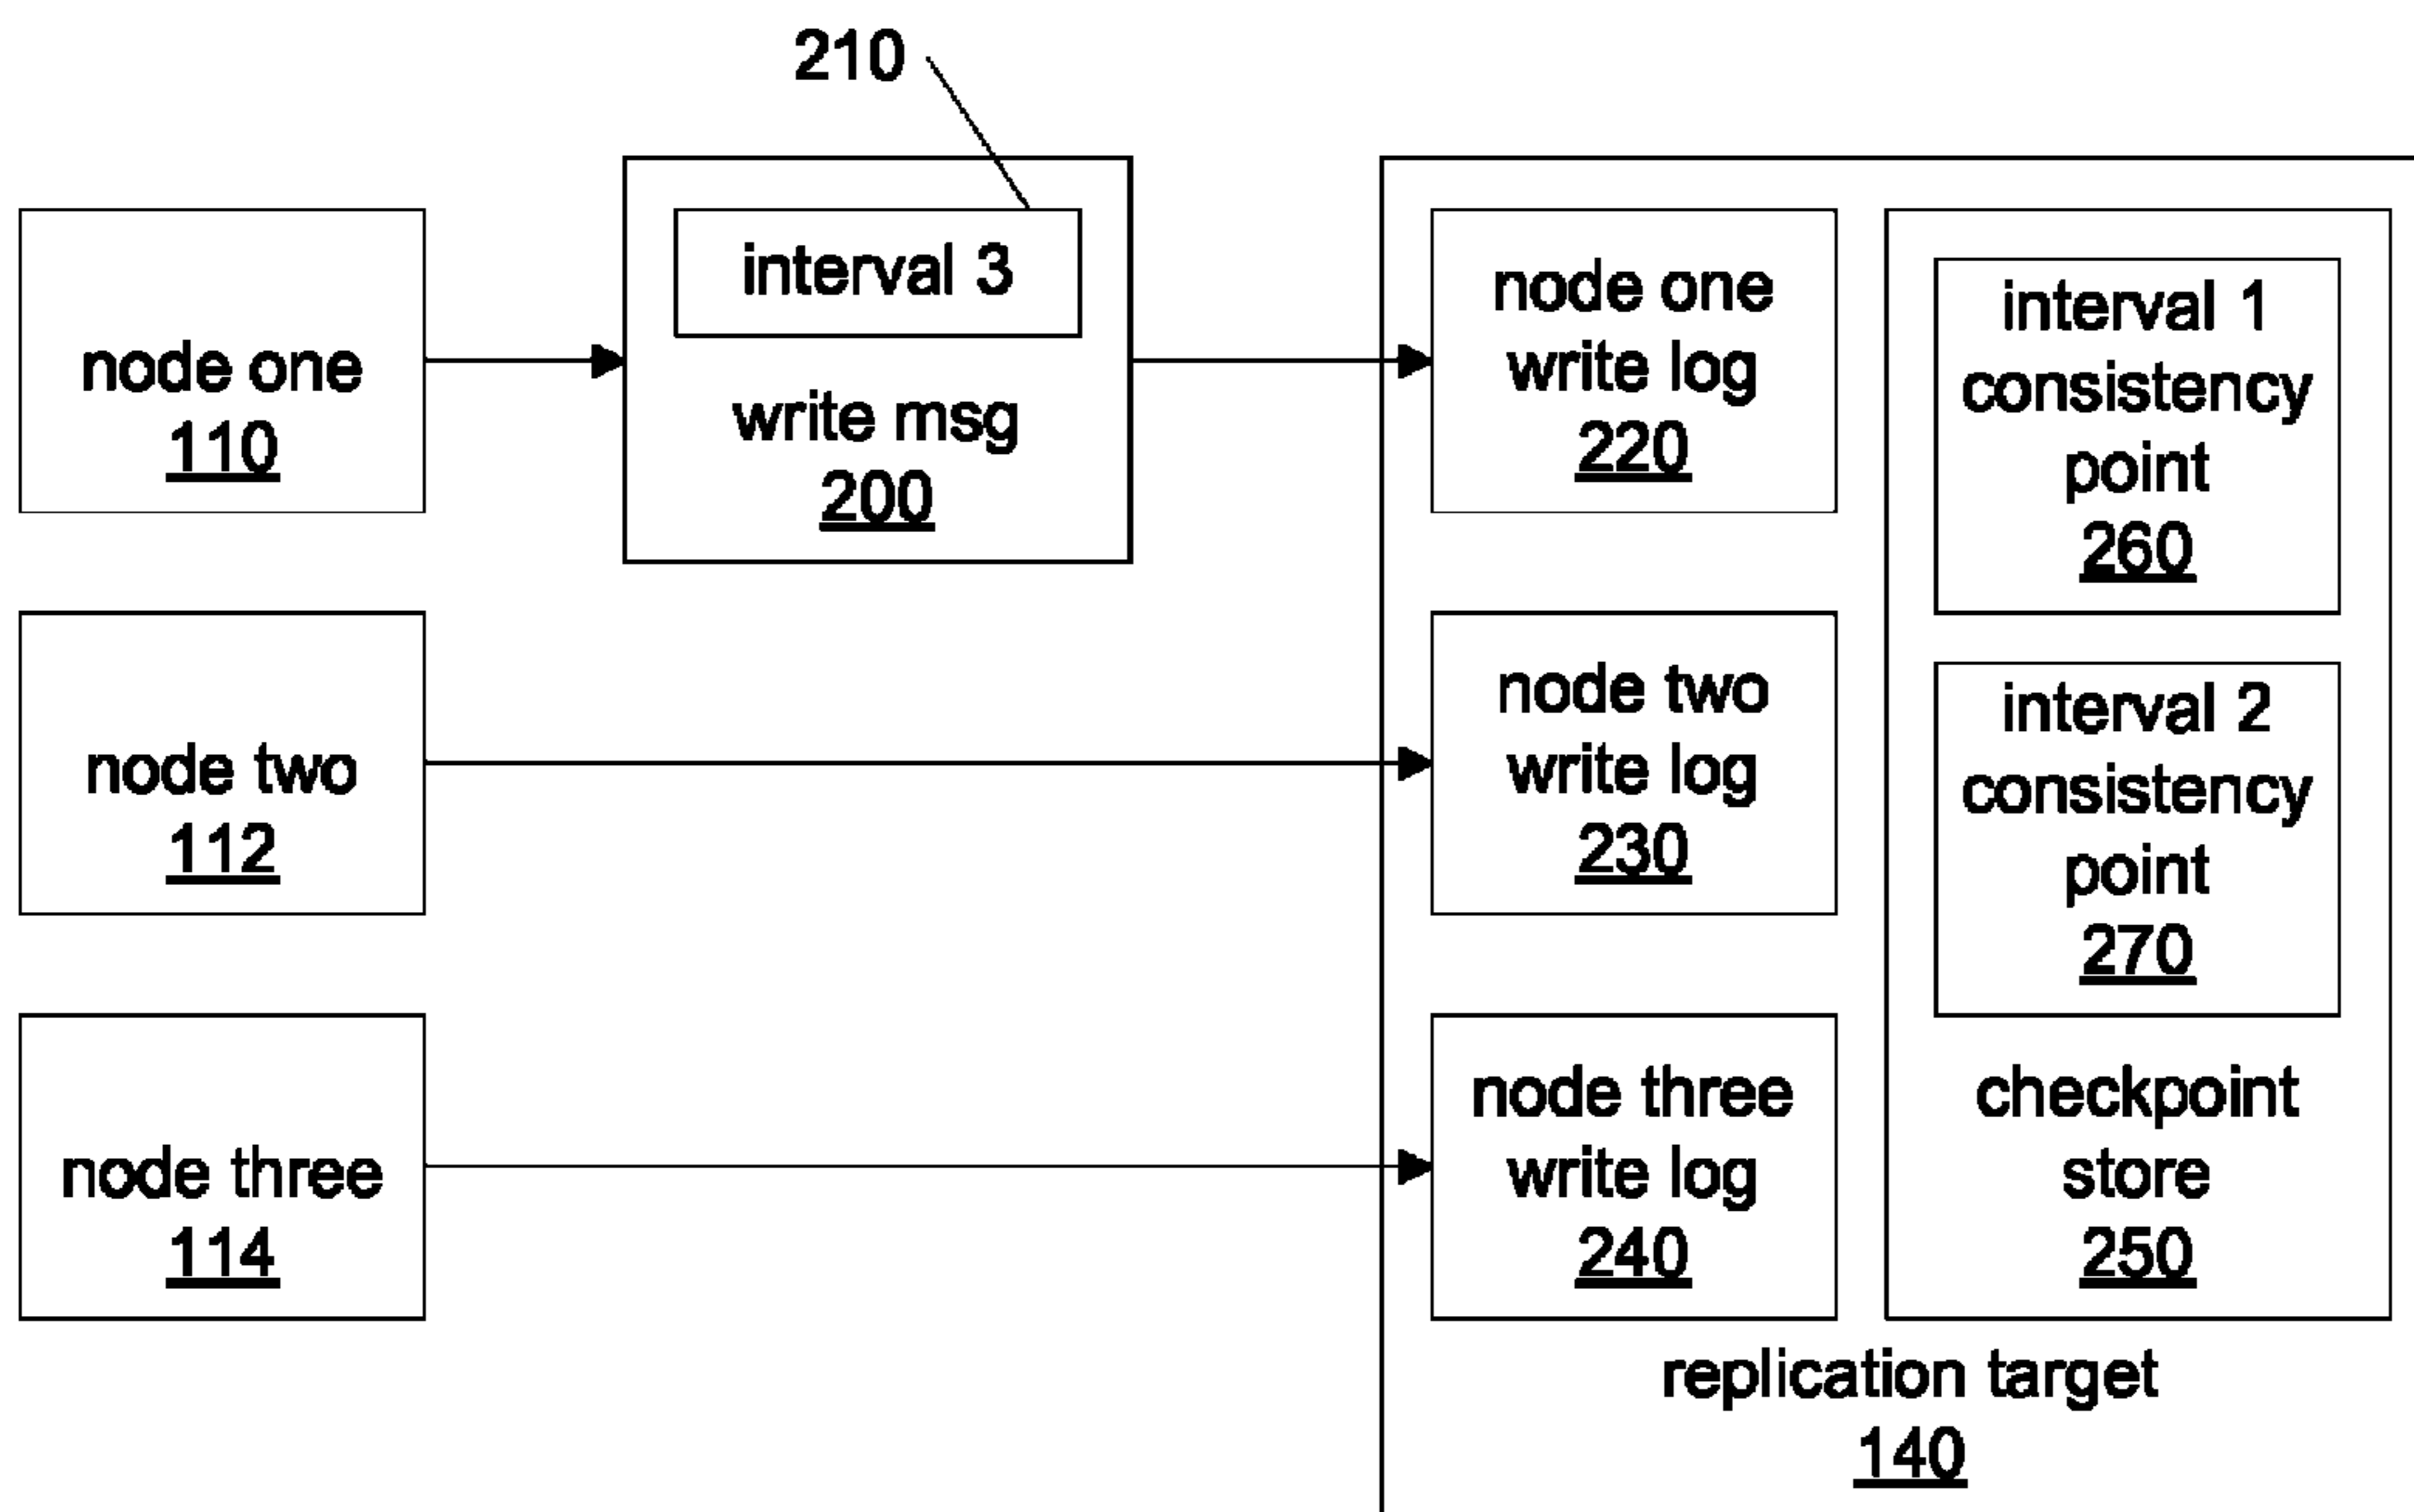 210
interval 3
write msg
200
node one
110
node two
112
node three
114
node one
write log
220
node two
write log
230
node three
write log
240
interval 1
consistency
point
260
interval 2
consistency
point
270
checkpoint
store
250
replication target
140